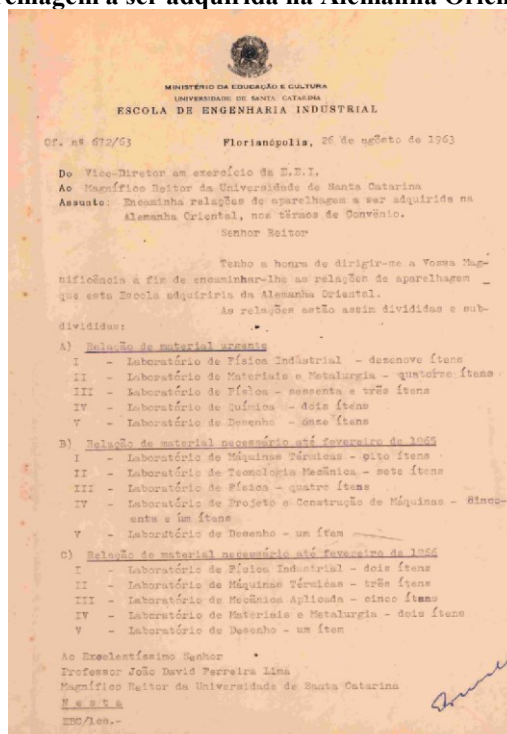 relhagem a ser adquirida na Alemanha Orien
MINISTÉRIO DA EDUCAÇÃO E CULTURA
UNIVERSIDADE DE SANTA CATARINA
ESCOLA DE ENGENHARIA INDUSTRIAL
Of. nº 672/63 Florianópolis, 26 de agôsto de 1963
Do Vice-Diretor em exercício da E.E.I.
Ao Magnífico Reitor da Universidade de Santa Catarina
Assunto: Encaminha relações de aparelhagem a ser adquirida na
Alemanha Oriental, nos têrmos de Convênio.
Senhor Reitor
Tenho a honra de dirigir-me a Vossa Mag-
nificência a fim de encaminhar-lhe as relações de aparelhagem
que esta Escola adquiriria da Alemanha Oriental.
As relações estão assim divididas e sub-
divididas:
A) Relação de material urgente
I - Laboratório de Física Industrial - dezenove ítens
II - Laboratório de Materiais e Metalurgia - quatorze ítens
III - Laboratório de Física - sessenta e três ítens
IV - Laboratório de Química - dois ítens
V - Laboratório de Desenho - onse ítens
B) Relação de material necessário até fevereiro de 1965
I - Laboratório de Máquinas Térmicas - oito ítens
II - Laboratório de Tecnologia Mecânica - sete ítens
III - Laboratório de Física - quatro ítens
IV - Laboratório de Projeto e Construção de Máquinas - cinco-
enta e um ítens
V - Laboratório de Desenho - um ítem
C) Relação de material necessário até fevereiro de 1966
I - Laboratório de Física Industrial - dois ítens
II - Laboratório de Máquinas Térmicas - três ítens
III - Laboratório de Mecânica Aplicada - cinco ítens
IV - Laboratório de Materiais e Metalurgia - dois ítens
V - Laboratório de Desenho - um ítem
Ao Excelentíssimo Senhor
Professor João David Ferreira Lima
Magnífico Reitor da Universidade de Santa Catarina
N e s t a
EBC/lcc.-